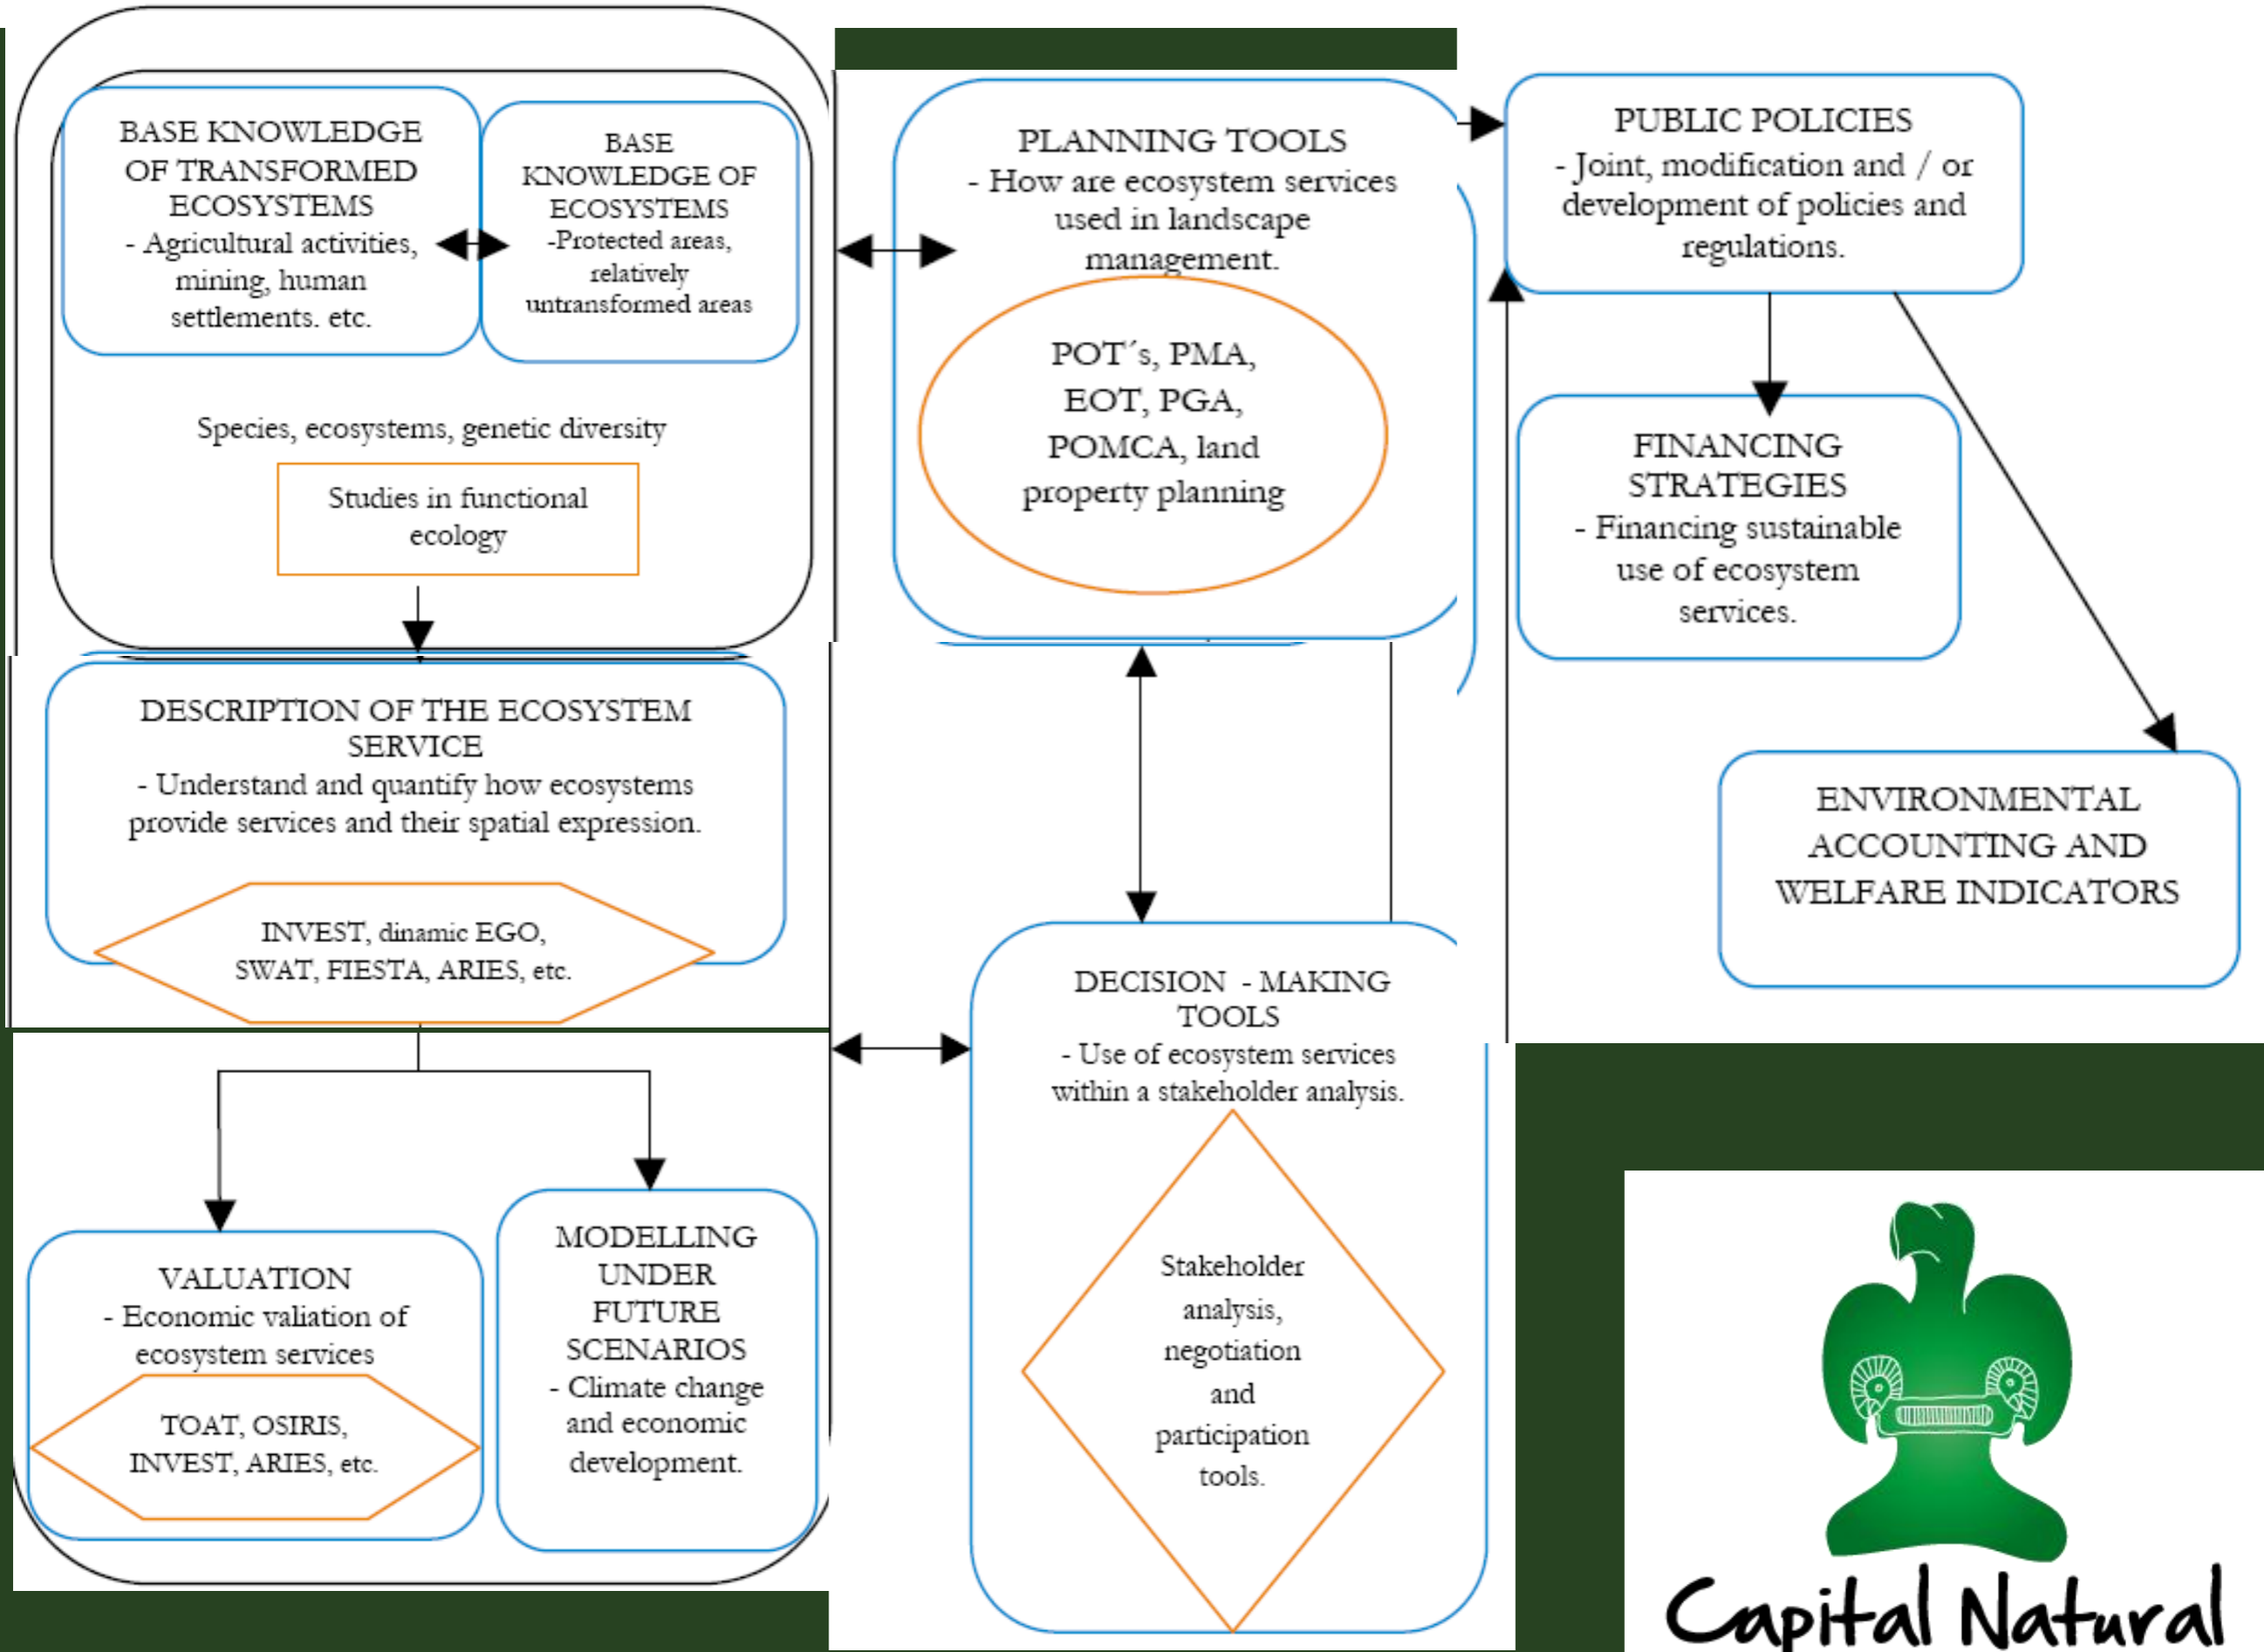 BASE KNOWLEDGE
OF TRANSFORMED
ECOSYSTEMS
- Agricultural activities,
mining, human
settlements. etc.
BASE
KNOWLEDGE OF
ECOSYSTEMS
-Protected areas,
relatively
untransformed areas
Species, ecosystems, genetic diversity
Studies in functional
ecology
DESCRIPTION OF THE ECOSYSTEM
SERVICE
- Understand and quantify how ecosystems
provide services and their spatial expression.
INVEST, dinamic EGO,
SWAT, FIESTA, ARIES, etc.
VALUATION
- Economic valiation of
ecosystem services
TOAT, OSIRIS,
INVEST, ARIES, etc.
MODELLING
UNDER
FUTURE
SCENARIOS
- Climate change
and economic
development.
PLANNING TOOLS
- How are ecosystem services
used in landscape
management.
POT´s, PMA,
EOT, PGA,
POMCA, land
property planning
DECISION - MAKING
TOOLS
- Use of ecosystem services
within a stakeholder analysis.
Stakeholder
analysis,
negotiation
and
participation
tools.
PUBLIC POLICIES
- Joint, modification and / or
development of policies and
regulations.
FINANCING
STRATEGIES
- Financing sustainable
use of ecosystem
services.
ENVIRONMENTAL
ACCOUNTING AND
WELFARE INDICATORS
Capital Natural